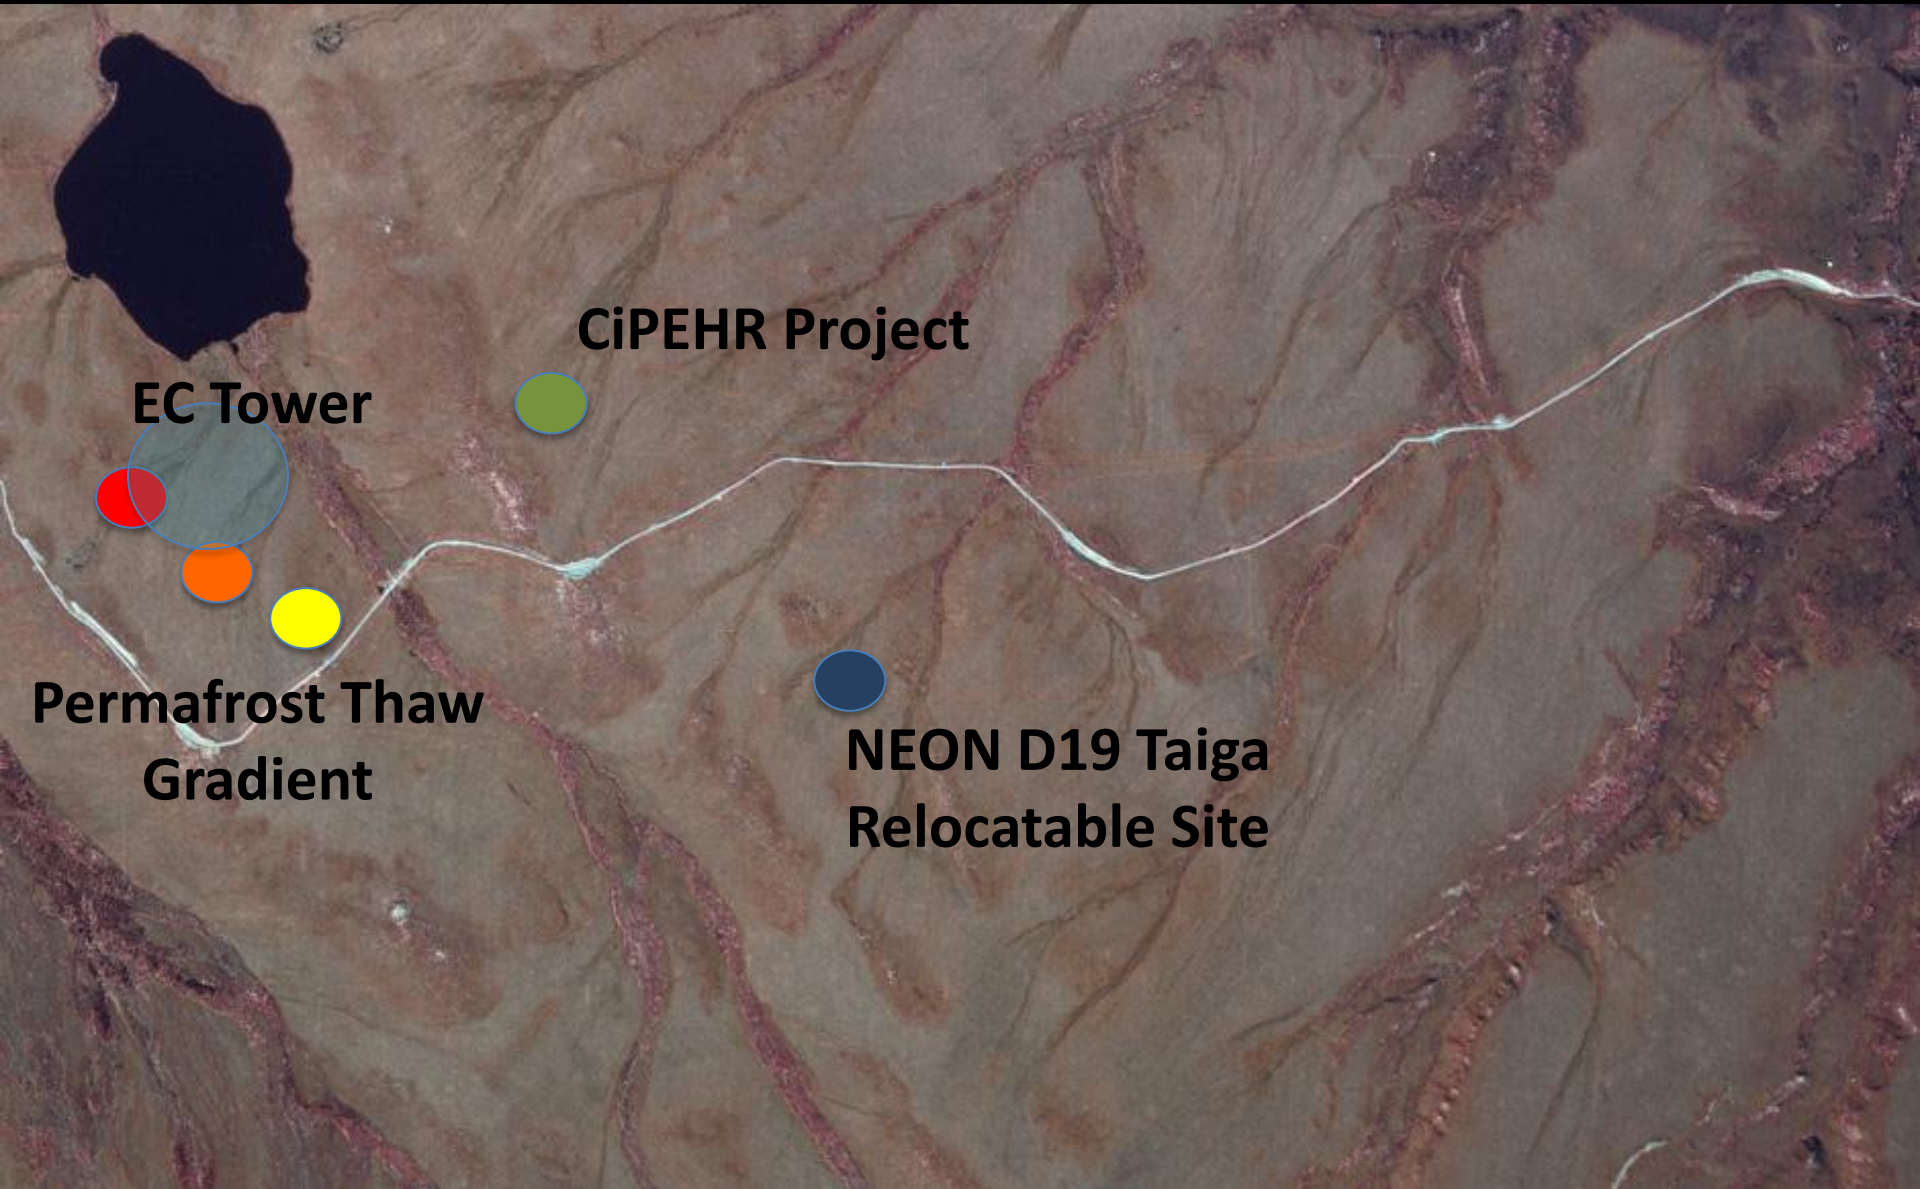 CiPEHR Project
EC Tower
Permafrost Thaw
Gradient
NEON D19 Taiga
Relocatable Site